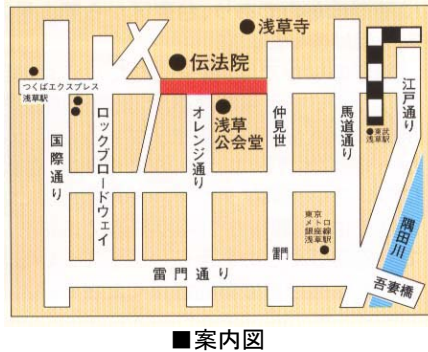 浅草寺
伝法院
つくばエクスプレス
浅草駅
浅草
公会堂
国際通り
ロックブロードウェイ
オレンジ通り
仲見世
馬道通り
江戸通り
東武
浅草駅
東京
メトロ
銀座線
浅草駅
雷門
雷門通り
隅田川
吾妻橋
■案内図